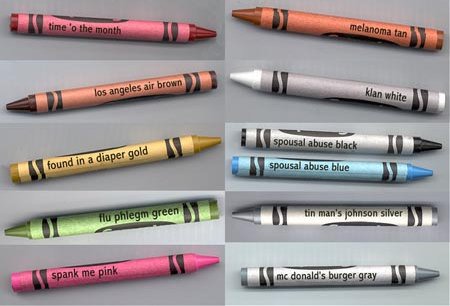 time 'o the month
melanoma tan
los angeles air brown
klan white
found in a diaper gold
spousal abuse black
spousal abuse blue
flu phlegm green
tin man's johnson silver
spank me pink
mc donald's burger gray